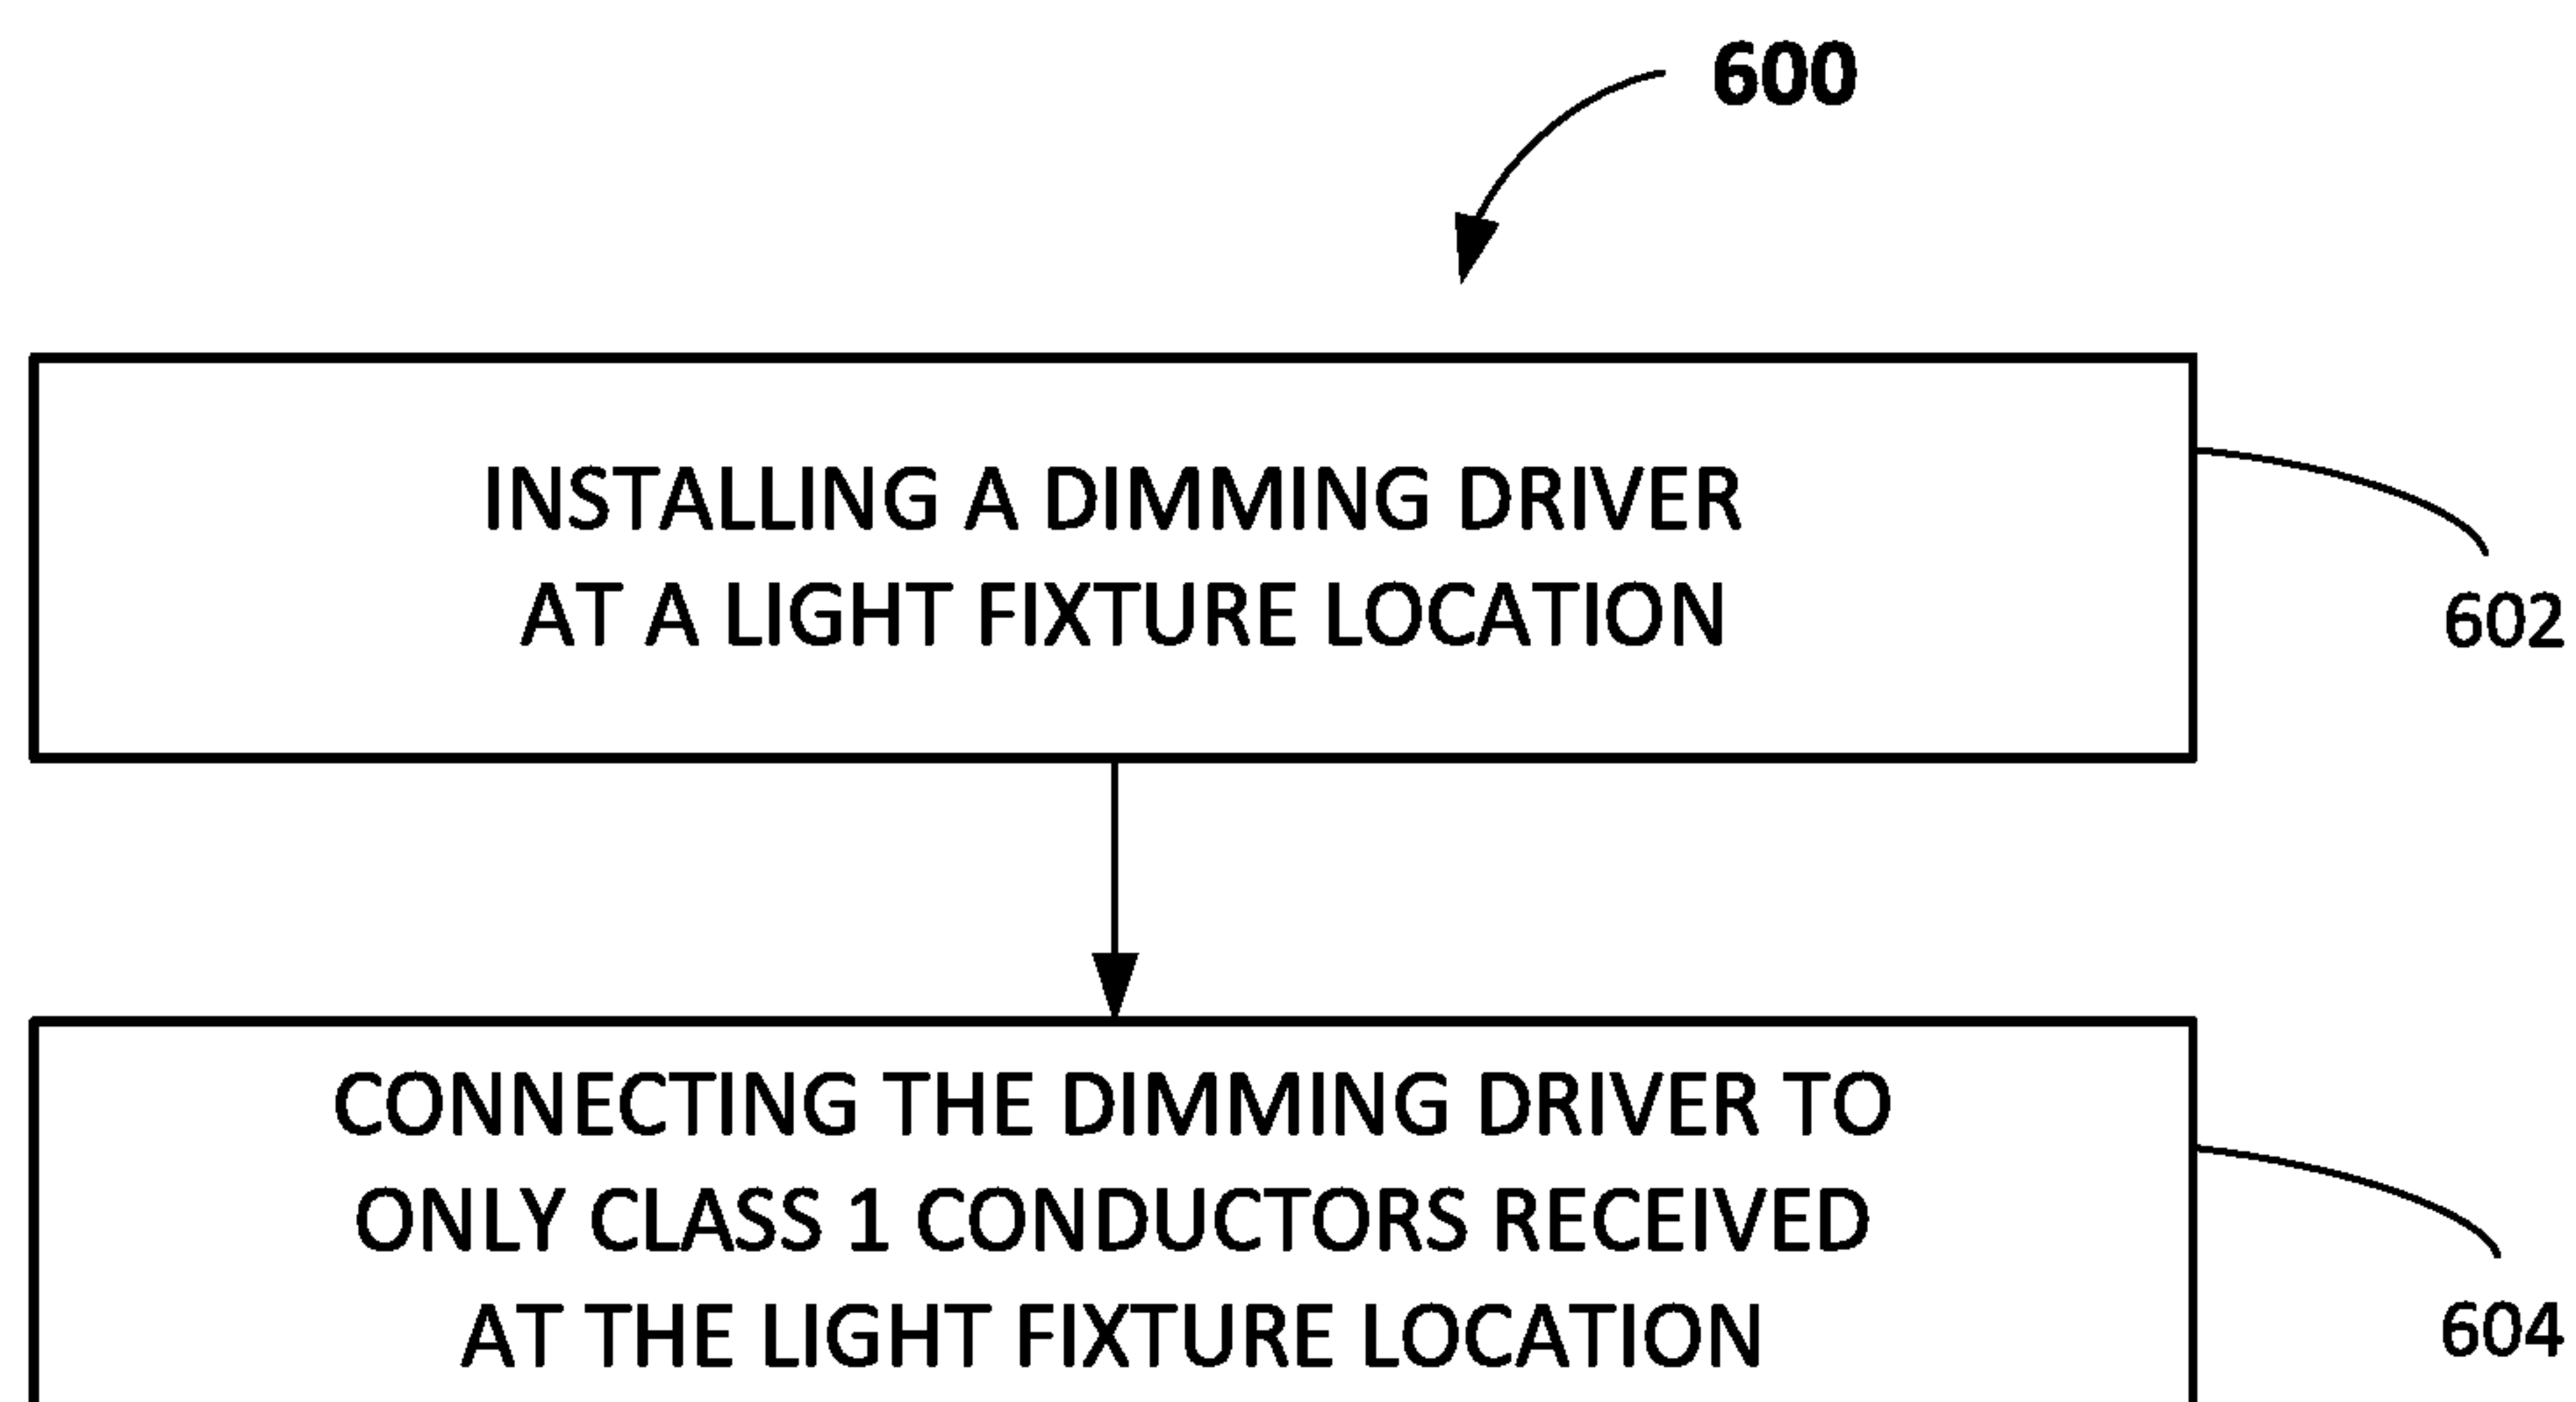 600
INSTALLING A DIMMING DRIVER
AT A LIGHT FIXTURE LOCATION
602
CONNECTING THE DIMMING DRIVER TO
ONLY CLASS 1 CONDUCTORS RECEIVED
AT THE LIGHT FIXTURE LOCATION
604